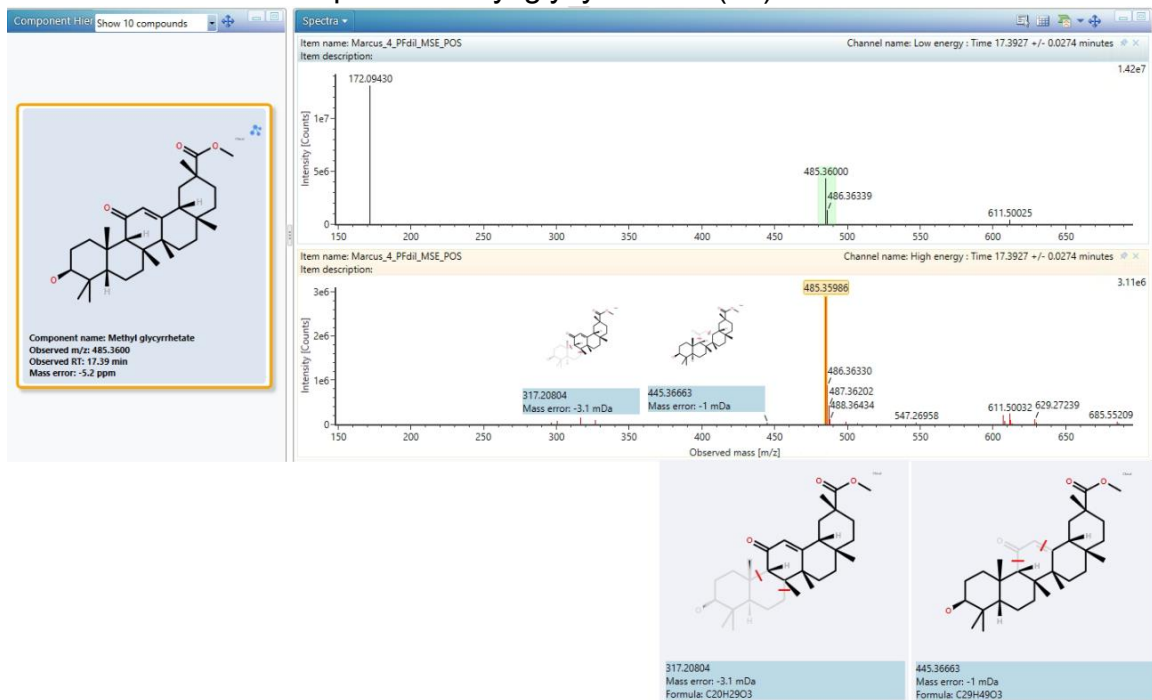 Component Hier Show 10 compounds
Spectra
Item name: Marcus_4_PFdil_MSE_POS
Channel name: Low energy : Time 17.3927 +/- 0.0274 minutes
Item description:
1.42e7
172.09430
1e7
5e6
0
Intensity [Counts]
485.36000
486.36339
611.50025
150 200 250 300 350 400 450 500 550 600 650
Component name: Methyl glycyrrhetate
Observed m/z: 485.3600
Observed RT: 17.39 min
Mass error: -5.2 ppm
Item name: Marcus_4_PFdil_MSE_POS
Channel name: High energy : Time 17.3927 +/- 0.0274 minutes
Item description:
3.11e6
3e6
2e6
1e6
0
Intensity [Counts]
485.35986
317.20804
Mass error: -3.1 mDa
445.36663
Mass error: -1 mDa
486.36330
487.36202
488.36434
547.26958
611.50032
629.27239
685.55209
150 200 250 300 350 400 450 500 550 600 650
Observed mass [m/z]
317.20804
Mass error: -3.1 mDa
Formula: C20H29O3
445.36663
Mass error: -1 mDa
Formula: C29H49O3